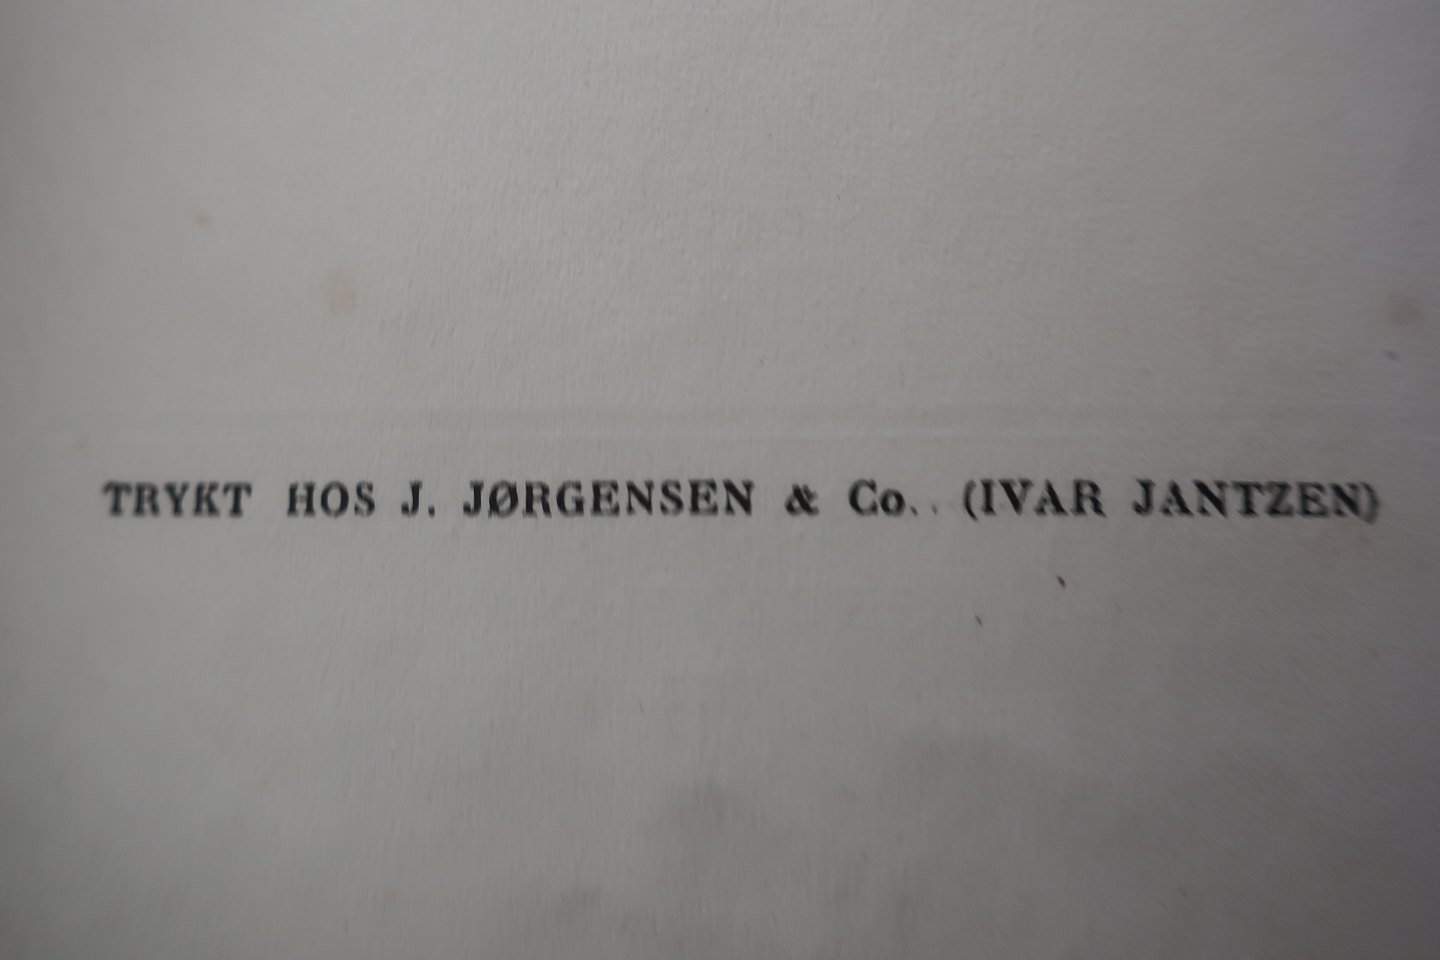 TRYKT HOS J. JØRGENSEN & Co. (IVAR JANTZEN)